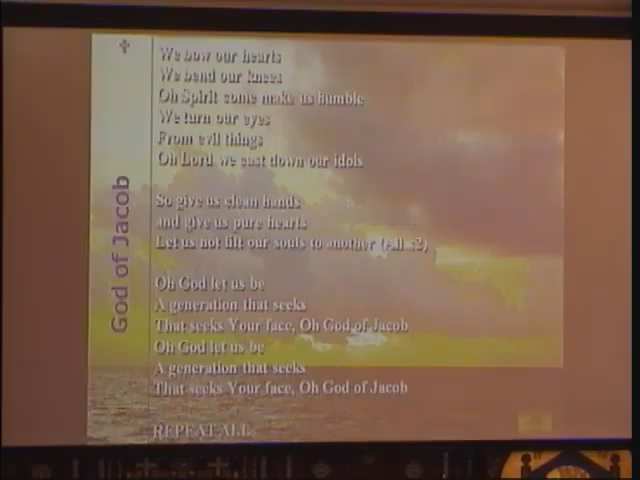 God of Jacob
We bow our hearts
We bend our knees
Oh Spirit come make us humble
We turn our eyes
From evil things
Oh Lord we cast down our idols
So give us clean hands
and give us pure hearts
Let us not lift our souls to another (all x2)
Oh God let us be
A generation that seeks
That seeks Your face, Oh God of Jacob
Oh God let us be
A generation that seeks
That seeks Your face, Oh God of Jacob
REPEAT ALL